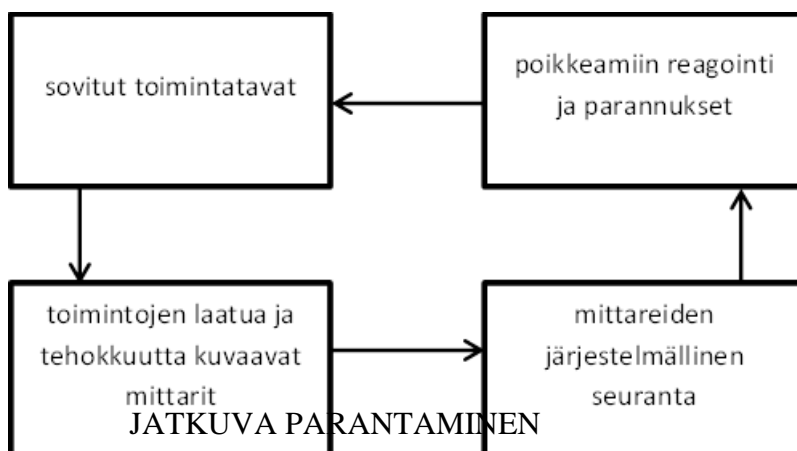 sovitut toimintatavat
poikkeamiin reagointi
ja parannukset
toimintojen laatua ja
tehokkuutta kuvaavat
mittarit
mittareiden
järjestelmällinen
seuranta
JATKUVA PARANTAMINEN